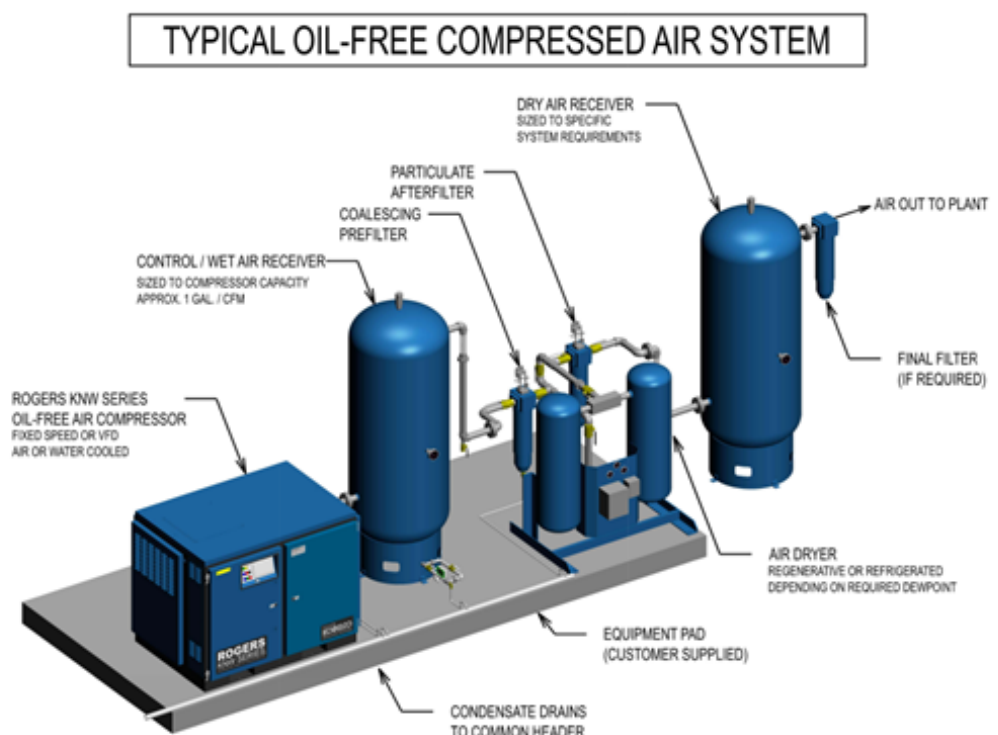 TYPICAL OIL-FREE COMPRESSED AIR SYSTEM
DRY AIR RECEIVER
SIZED TO SPECIFIC
SYSTEM REQUIREMENTS
PARTICULATE
AFTERFILTER
AIR OUT TO PLANT
COALESCING
PREFILTER
CONTROL / WET AIR RECEIVER
SIZED TO COMPRESSOR CAPACITY
APPROX. 1 GAL. / CFM
FINAL FILTER
(IF REQUIRED)
ROGERS KNW SERIES
OIL-FREE AIR COMPRESSOR
FIXED SPEED OR VFD
AIR OR WATER COOLED
AIR DRYER
REGENERATIVE OR REFRIGERATED
DEPENDING ON REQUIRED DEWPOINT
EQUIPMENT PAD
(CUSTOMER SUPPLIED)
ROGERS
KNW SERIES
CONDENSATE DRAINS
TO COMMON HEADER